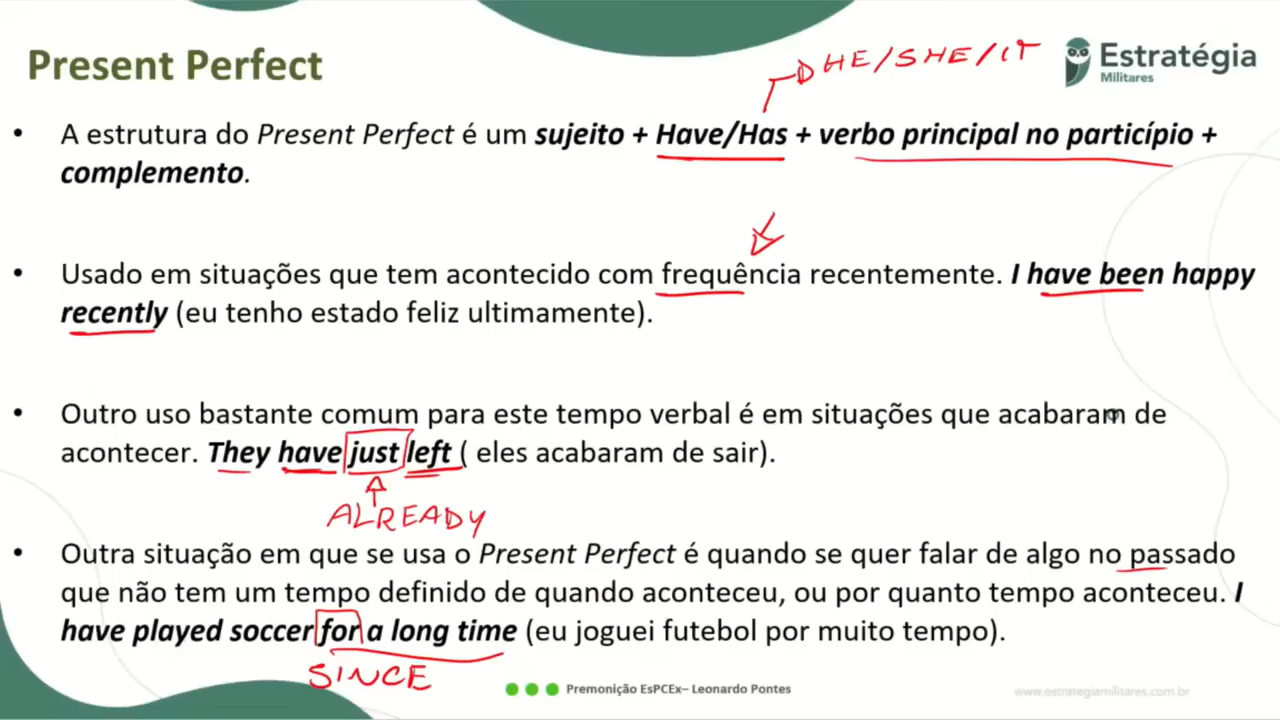 Present Perfect
HE/SHE/IT
Estratégia
Militares
• A estrutura do Present Perfect é um sujeito + Have/Has + verbo principal no particípio +
complemento.
• Usado em situações que tem acontecido com frequência recentemente. I have been happy
recently (eu tenho estado feliz ultimamente).
• Outro uso bastante comum para este tempo verbal é em situações que acabaram de
acontecer. They have just left ( eles acabaram de sair).
ALREADY
• Outra situação em que se usa o Present Perfect é quando se quer falar de algo no passado
que não tem um tempo definido de quando aconteceu, ou por quanto tempo aconteceu. I
have played soccer for a long time (eu joguei futebol por muito tempo).
SINCE
Premonição EsPCEx– Leonardo Pontes
www.estrategiamilitares.com.br